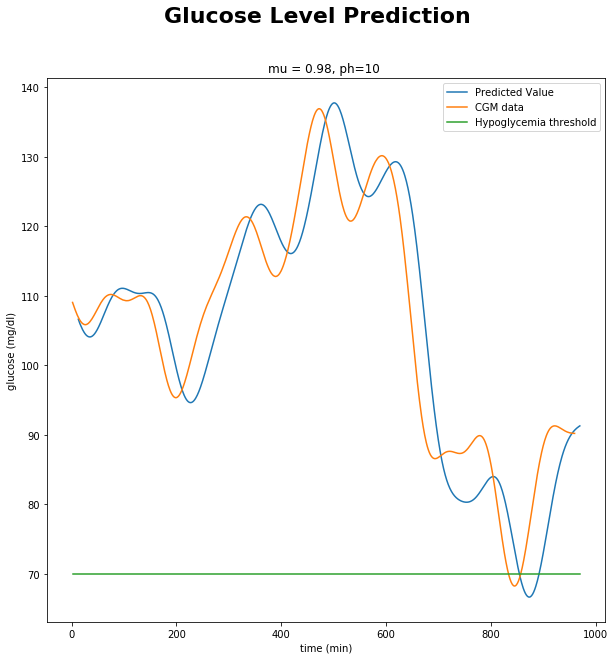 Glucose Level Prediction
mu = 0.98, ph=10
Predicted Value
CGM data
Hypoglycemia threshold
glucose (mg/dl)
140
130
120
110
100
90
80
70
0
200
400
600
800
1000
time (min)